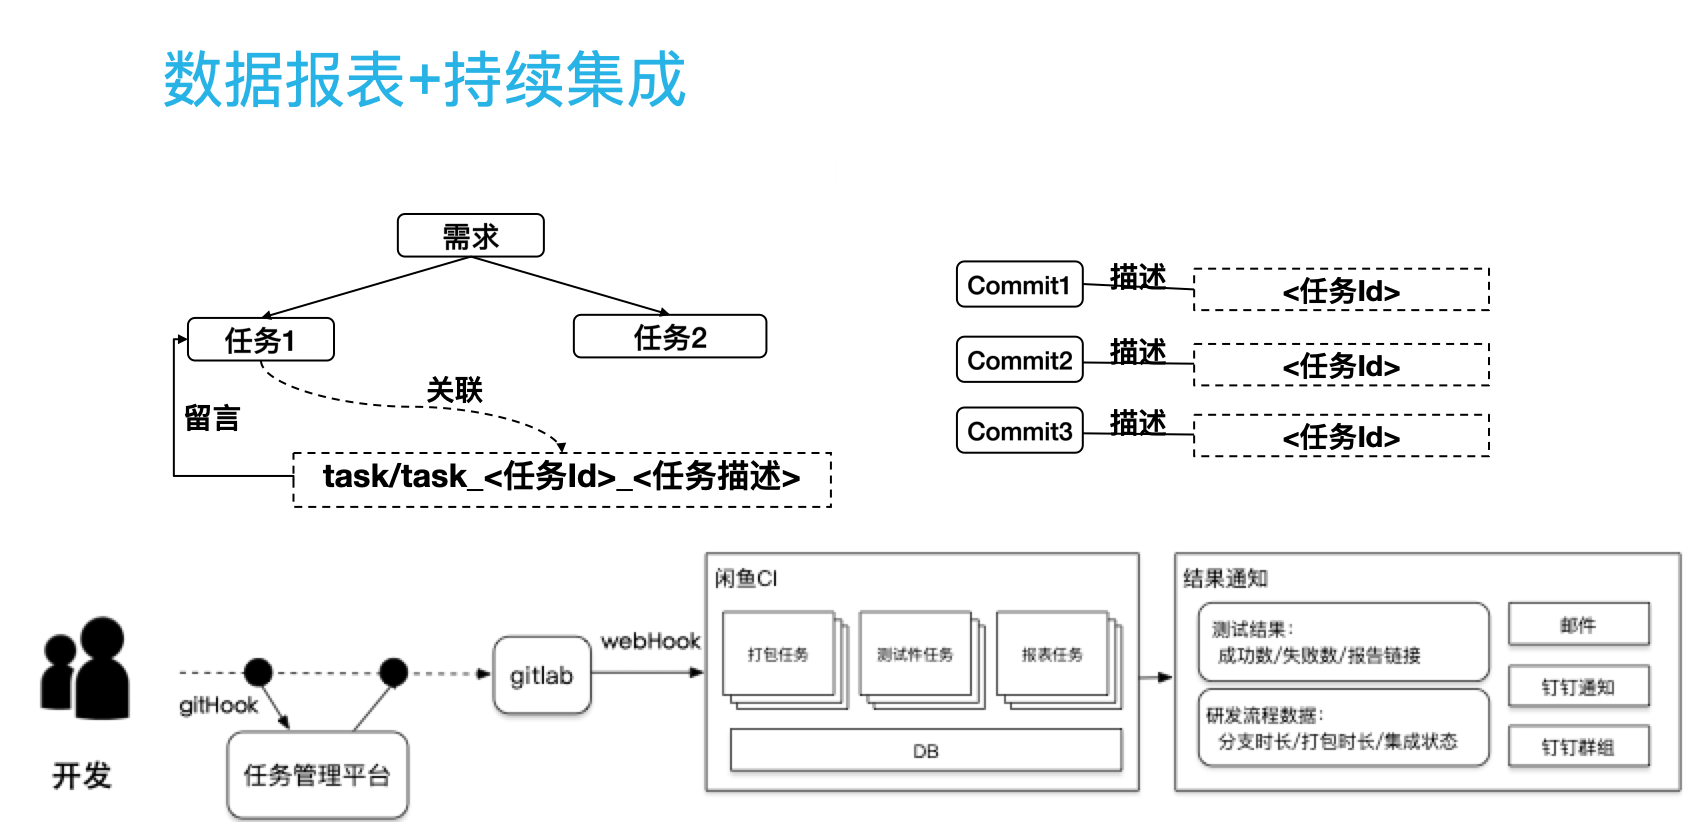 数据报表+持续集成
需求
任务1
任务2
关联
留言
task/task_<任务Id>_<任务描述>
Commit1
描述
<任务Id>
Commit2
描述
<任务Id>
Commit3
描述
<任务Id>
开发
gitHook
任务管理平台
gitlab
webHook
闲鱼CI
打包任务
测试件任务
报表任务
DB
结果通知
测试结果：
成功数/失败数/报告链接
研发流程数据：
分支时长/打包时长/集成状态
邮件
钉钉通知
钉钉群组